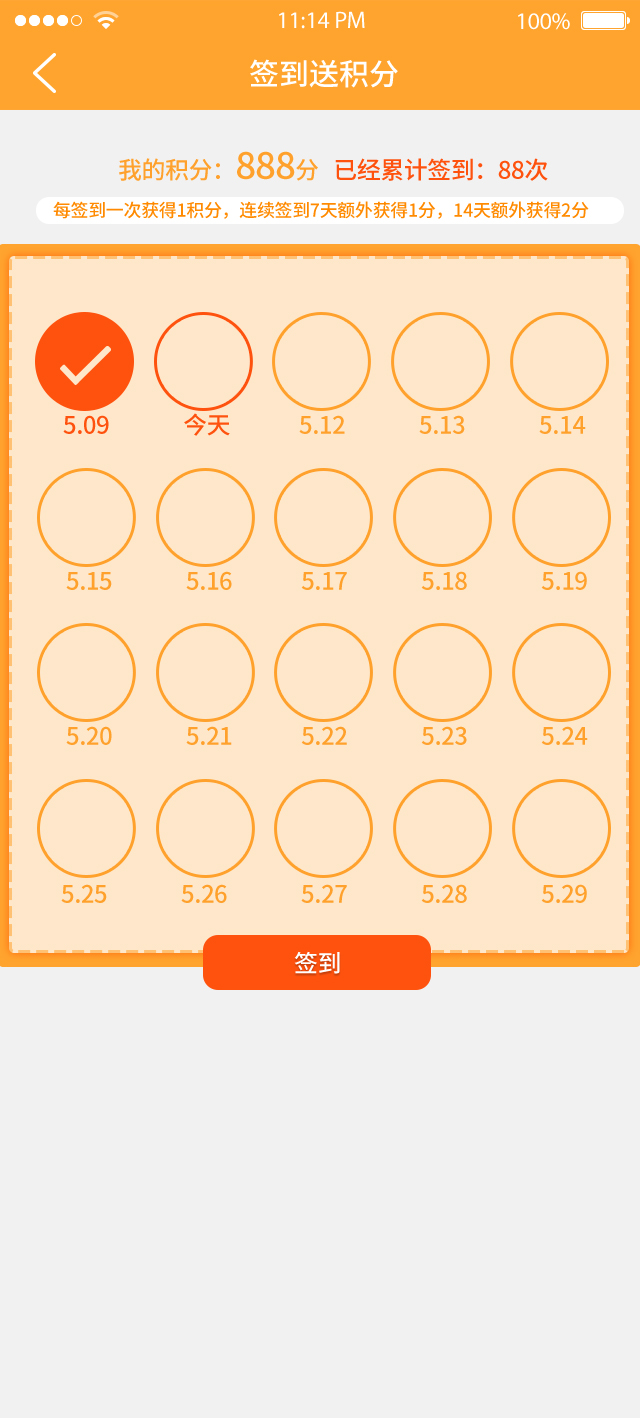 11:14 PM 100%
签到送积分
我的积分：888分 已经累计签到：88次
每签到一次获得1积分，连续签到7天额外获得1分，14天额外获得2分
5.09 今天 5.12 5.13 5.14
5.15 5.16 5.17 5.18 5.19
5.20 5.21 5.22 5.23 5.24
5.25 5.26 5.27 5.28 5.29
签到